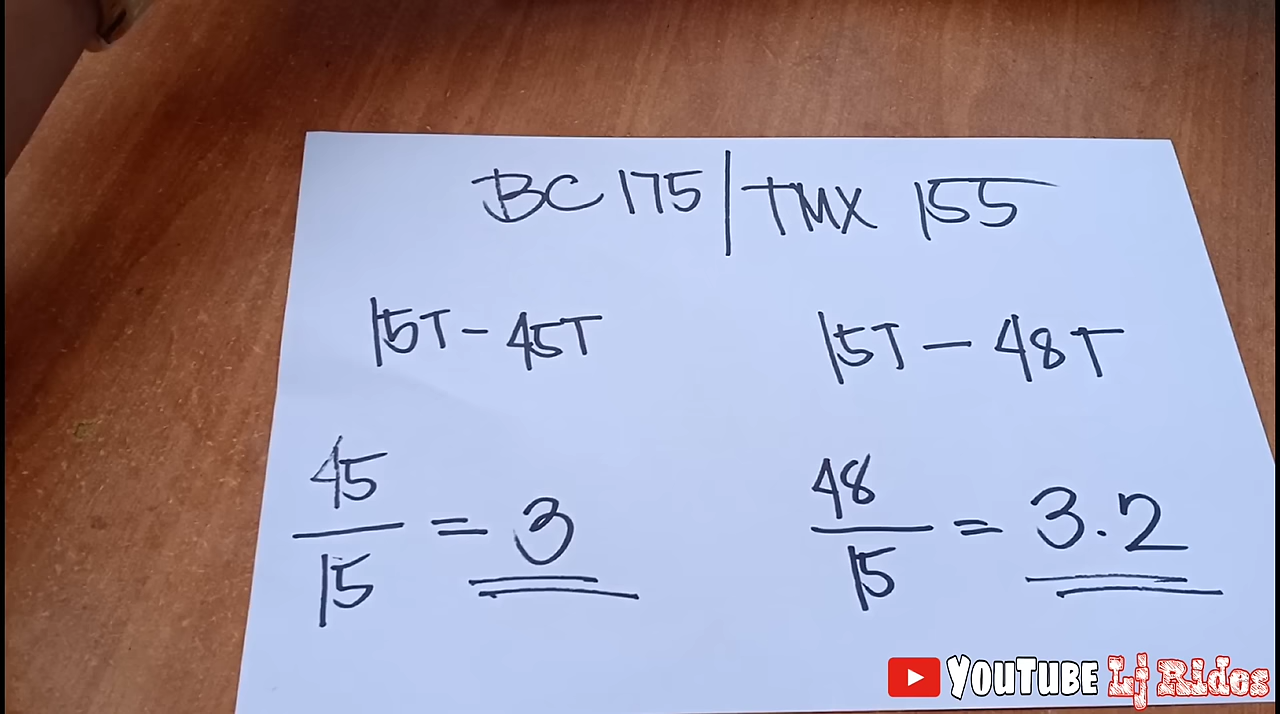 BC 175 | TMX 155
15T - 45T
15T - 48T
45/15 = 3
48/15 = 3.2
YOUTUBE Lj Rides